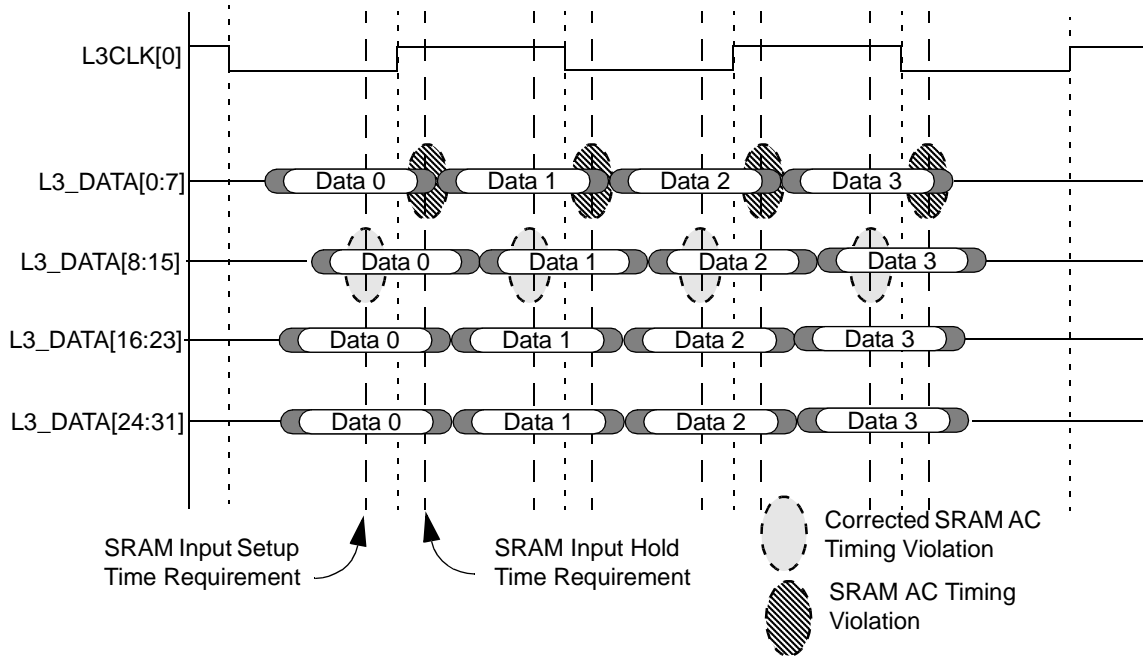 L3CLK[0]
L3_DATA[0:7]
Data 0 Data 1 Data 2 Data 3
L3_DATA[8:15]
Data 0 Data 1 Data 2 Data 3
L3_DATA[16:23]
Data 0 Data 1 Data 2 Data 3
L3_DATA[24:31]
Data 0 Data 1 Data 2 Data 3
SRAM Input Setup
Time Requirement
SRAM Input Hold
Time Requirement
Corrected SRAM AC
Timing Violation
SRAM AC Timing
Violation